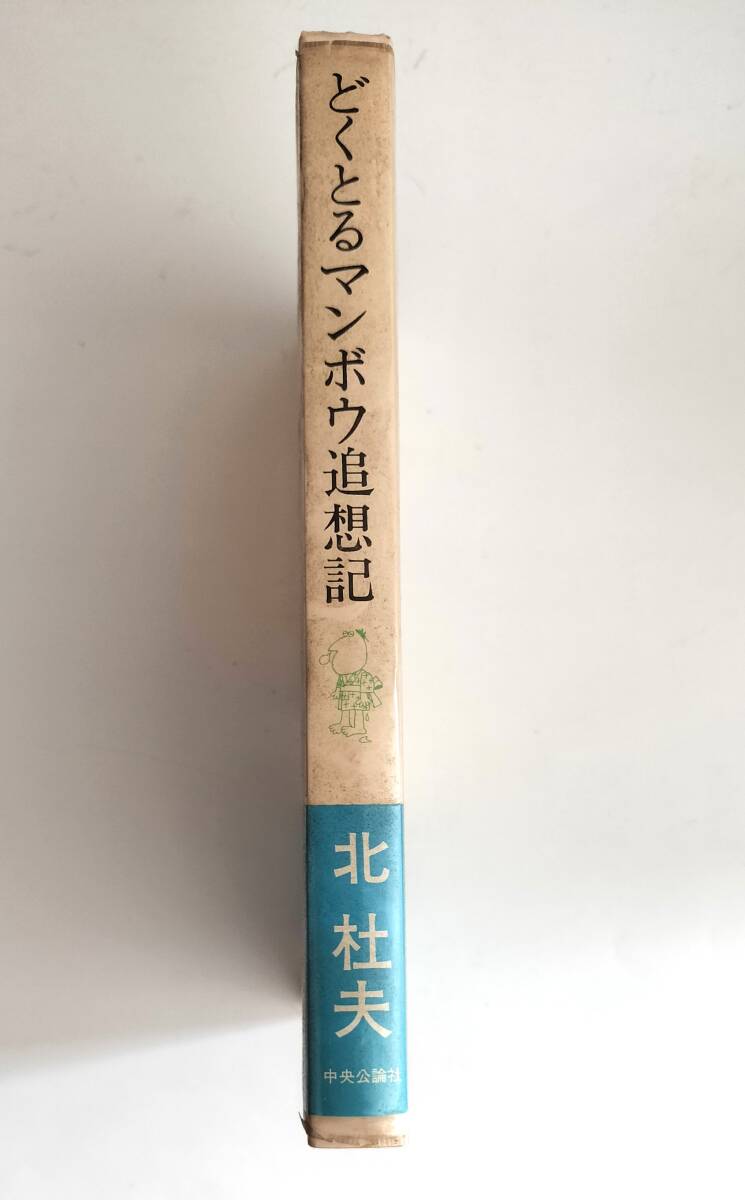 どくとるマンボウ追想記
北杜夫
中央公論社